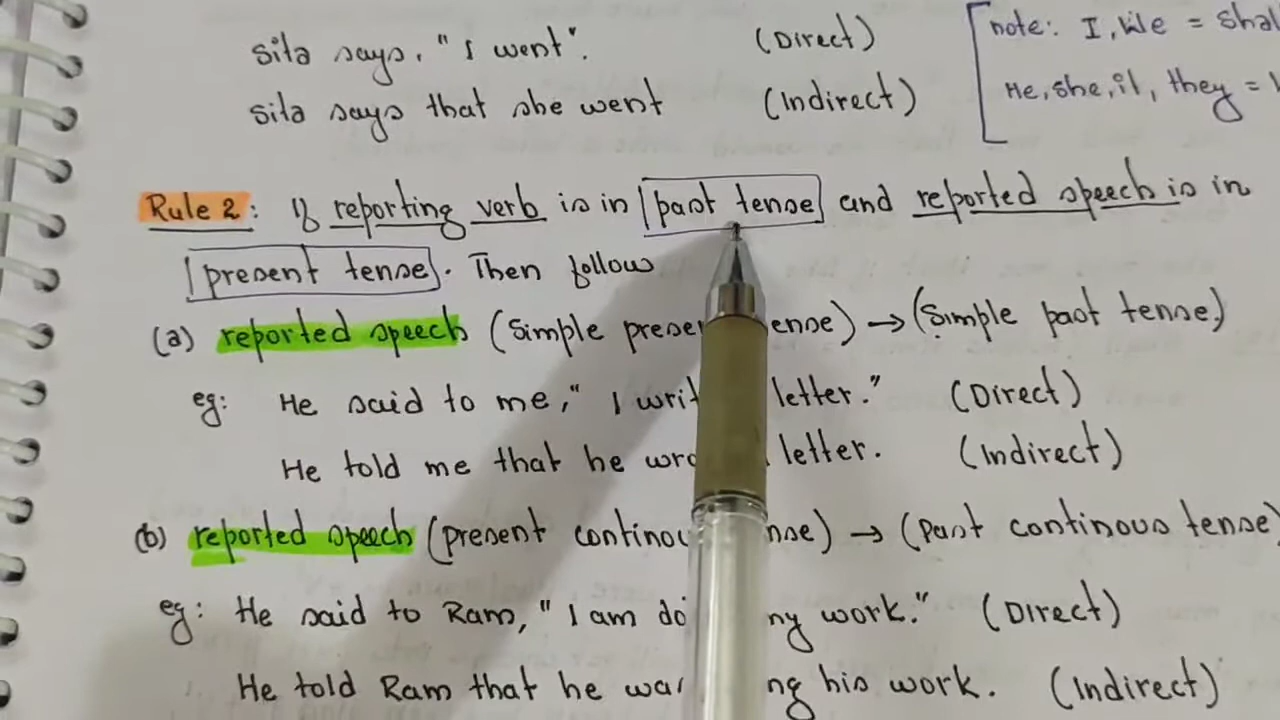 sita says, "I went". (Direct) note: I, We = shal
sita says that she went (Indirect) He, she, it, they =
Rule 2: If reporting verb is in past tense and reported speech is in
present tense. Then follow
(a) reported speech (Simple presen ense) → (Simple past tense)
eg: He said to me, "I writ letter." (Direct)
He told me that he wro letter. (Indirect)
(b) reported speech (present continou nse) → (Past continous tense)
eg: He said to Ram, "I am do ny work." (Direct)
He told Ram that he wa ng his work. (Indirect)